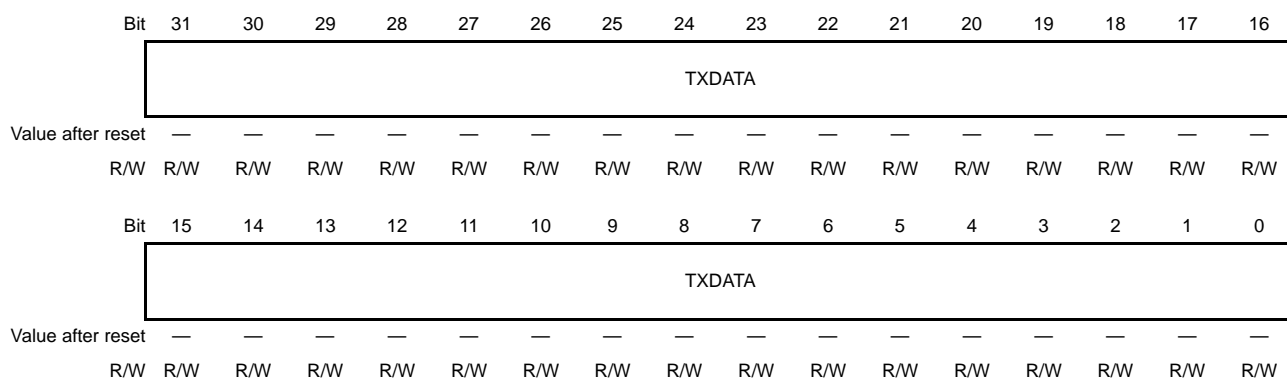 Bit 31 30 29 28 27 26 25 24 23 22 21 20 19 18 17 16
TXDATA
Value after reset — — — — — — — — — — — — — — — —
R/W R/W R/W R/W R/W R/W R/W R/W R/W R/W R/W R/W R/W R/W R/W R/W R/W
Bit 15 14 13 12 11 10 9 8 7 6 5 4 3 2 1 0
TXDATA
Value after reset — — — — — — — — — — — — — — — —
R/W R/W R/W R/W R/W R/W R/W R/W R/W R/W R/W R/W R/W R/W R/W R/W R/W